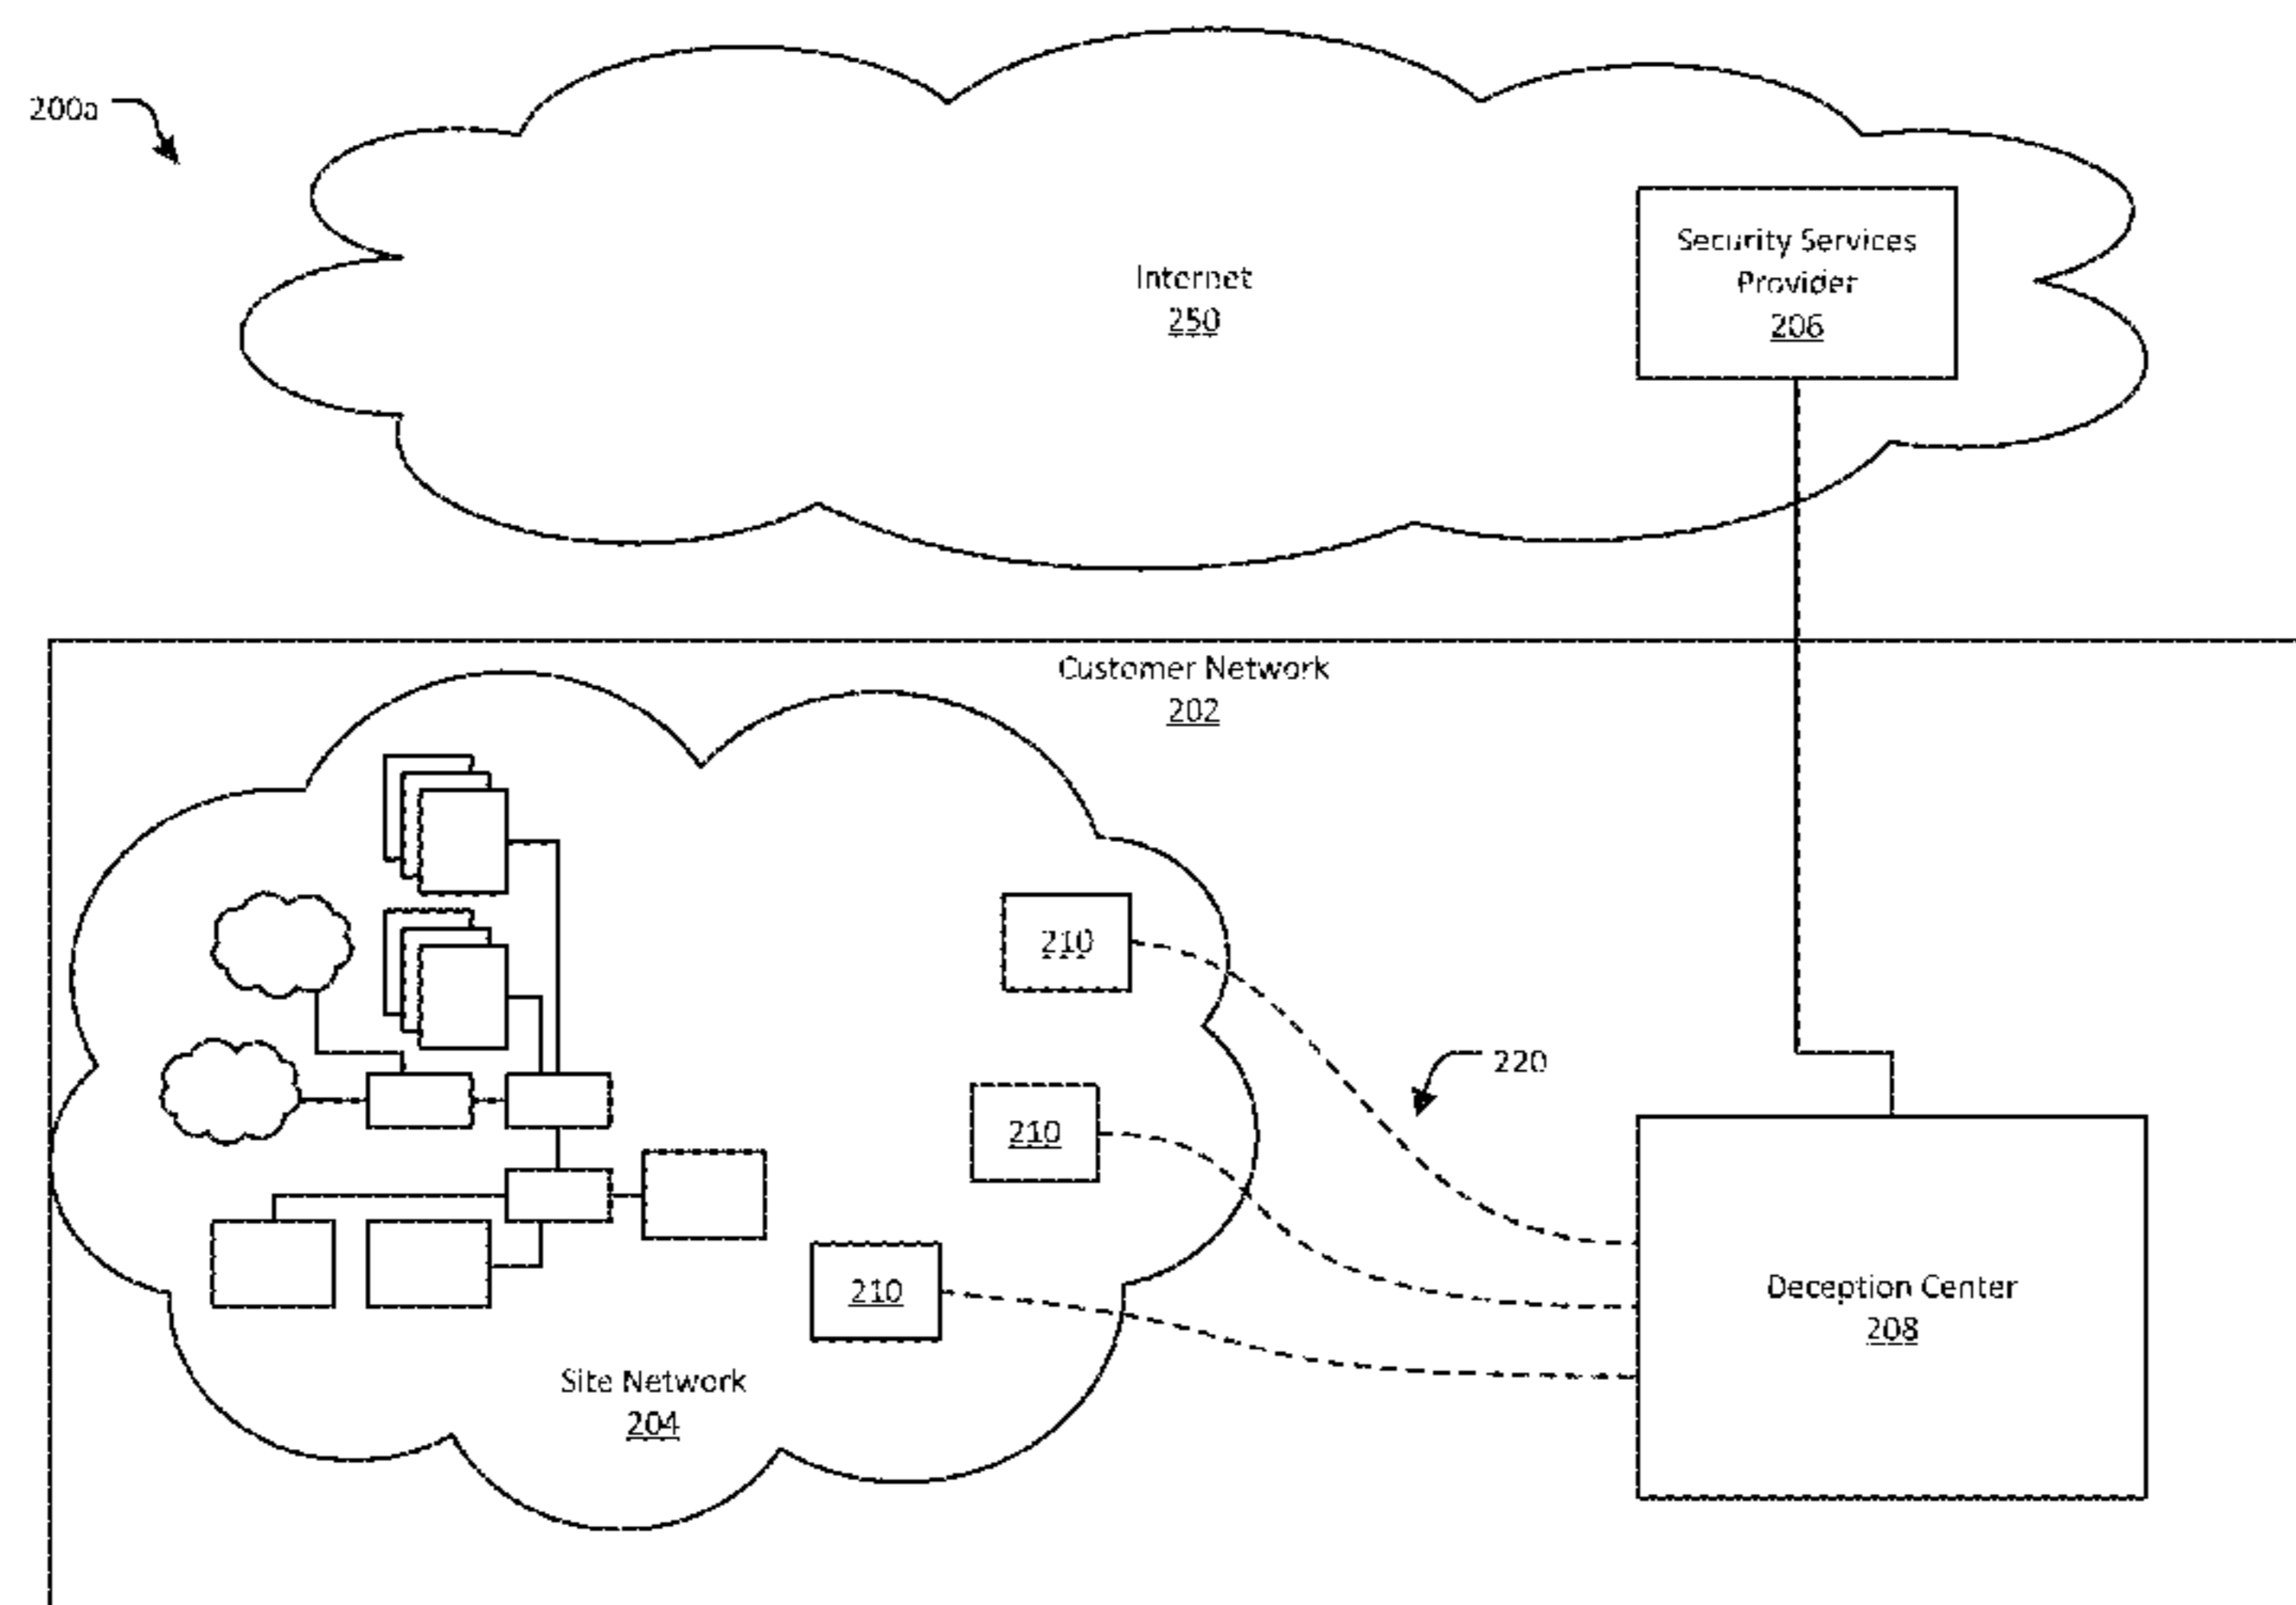 200a
Internet
250
Security Services
Provider
206
Customer Network
202
210
210
220
210
Deception Center
208
Site Network
204